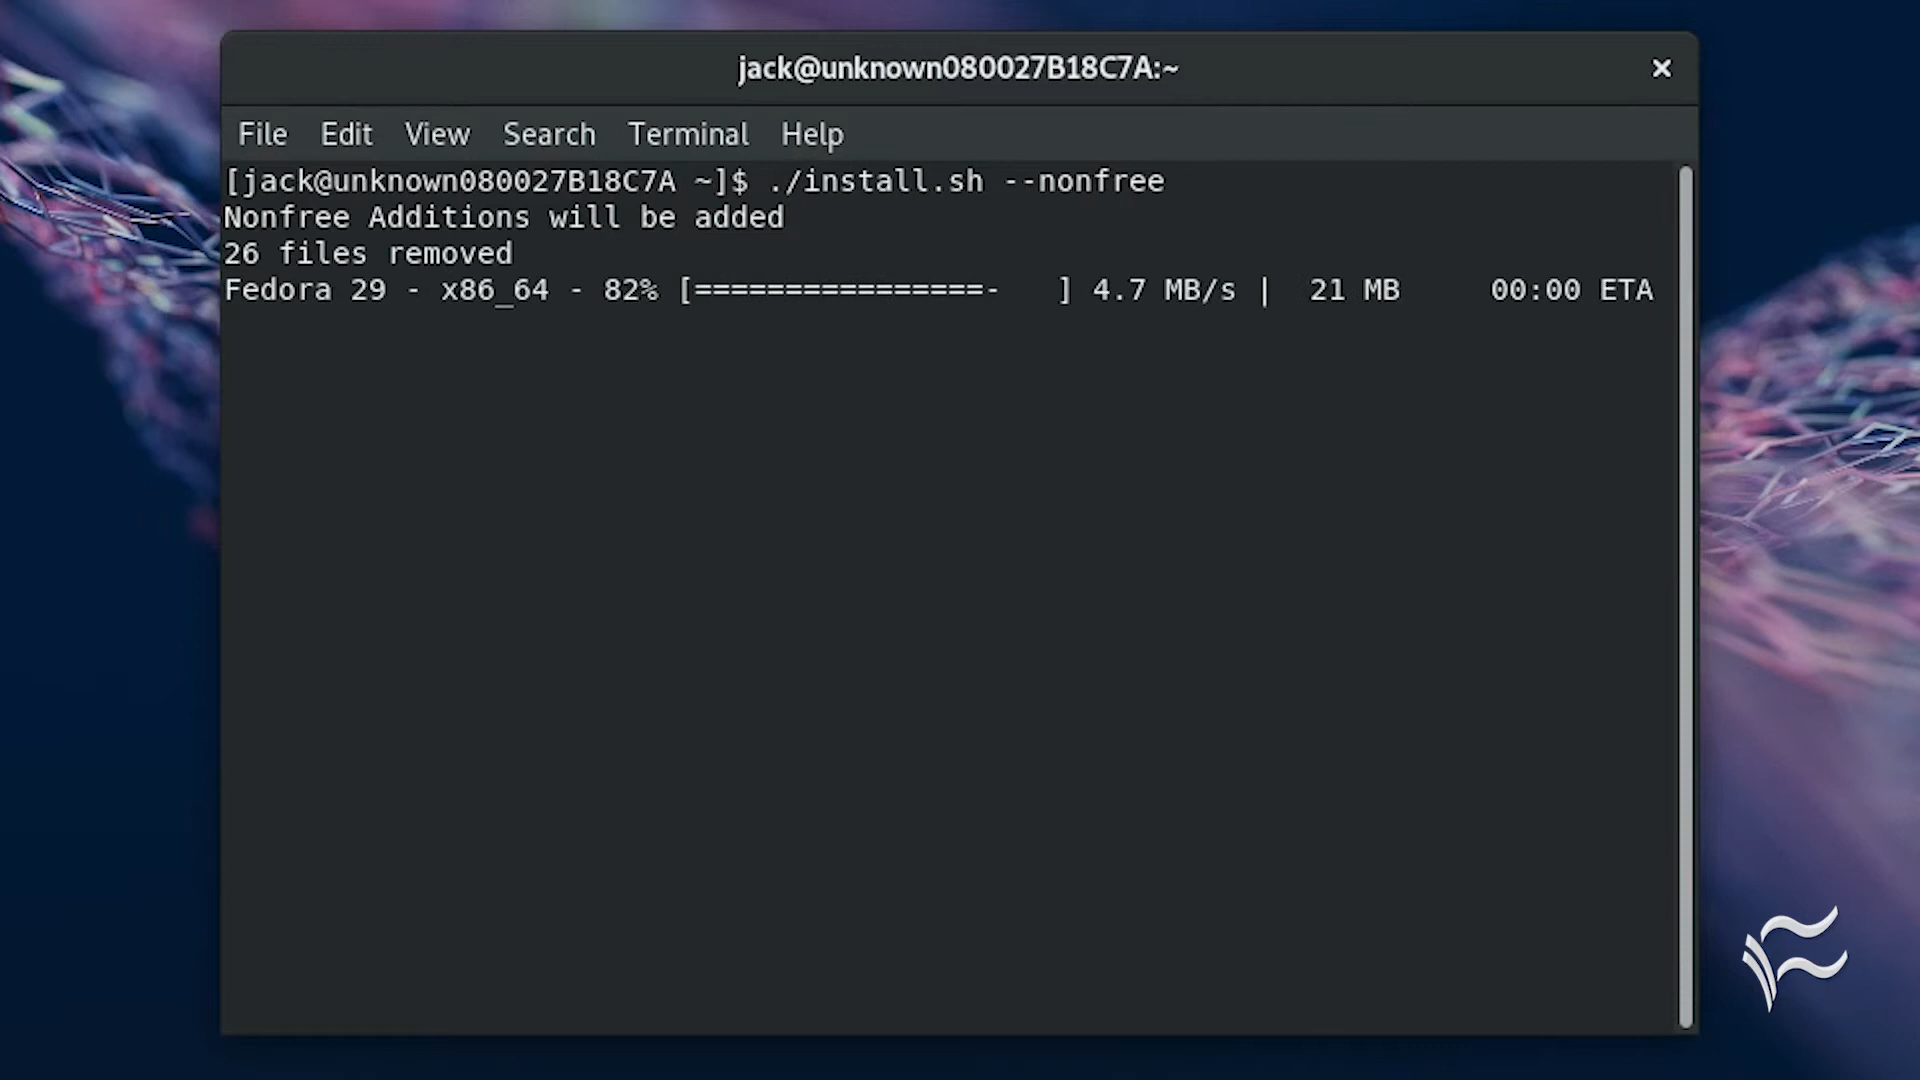 jack@unknown080027B18C7A:~ ×
File Edit View Search Terminal Help
[jack@unknown080027B18C7A ~]$ ./install.sh --nonfree
Nonfree Additions will be added
26 files removed
Fedora 29 - x86_64 - 82% [================-   ] 4.7 MB/s |  21 MB     00:00 ETA